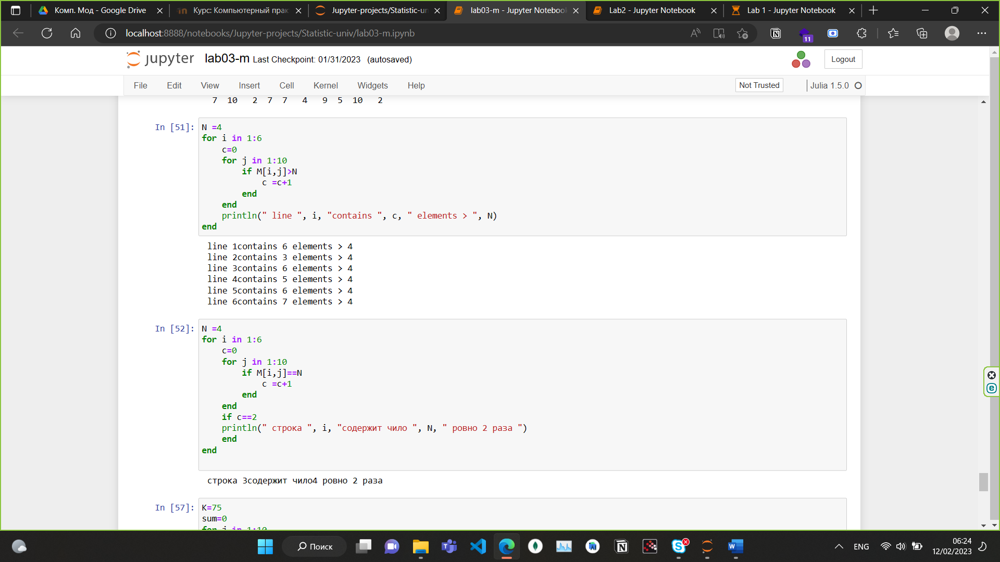 Комп. Мод - Google Drive
Курс: Компьютерный прак
Jupyter-projects/Statistic-un
lab03-m - Jupyter Notebook
Lab2 - Jupyter Notebook
Lab 1 - Jupyter Notebook
localhost:8888/notebooks/Jupyter-projects/Statistic-univ/lab03-m.ipynb
11
jupyter lab03-m Last Checkpoint: 01/31/2023 (autosaved)
Logout
File Edit View Insert Cell Kernel Widgets Help
Not Trusted
Julia 1.5.0
7 10 2 7 7 4 9 5 10 2
In [51]: N =4
for i in 1:6
c=0
for j in 1:10
if M[i,j]>N
c =c+1
end
end
println(" line ", i, "contains ", c, " elements > ", N)
end
line 1contains 6 elements > 4
line 2contains 3 elements > 4
line 3contains 6 elements > 4
line 4contains 5 elements > 4
line 5contains 6 elements > 4
line 6contains 7 elements > 4
In [52]: N =4
for i in 1:6
c=0
for j in 1:10
if M[i,j]==N
c =c+1
end
end
if c==2
println(" строка ", i, "содержит чило ", N, " ровно 2 раза ")
end
end
строка 3содержит чило4 ровно 2 раза
In [57]: K=75
sum=0
for j in 1:10
Поиск
ENG
06:24
12/02/2023